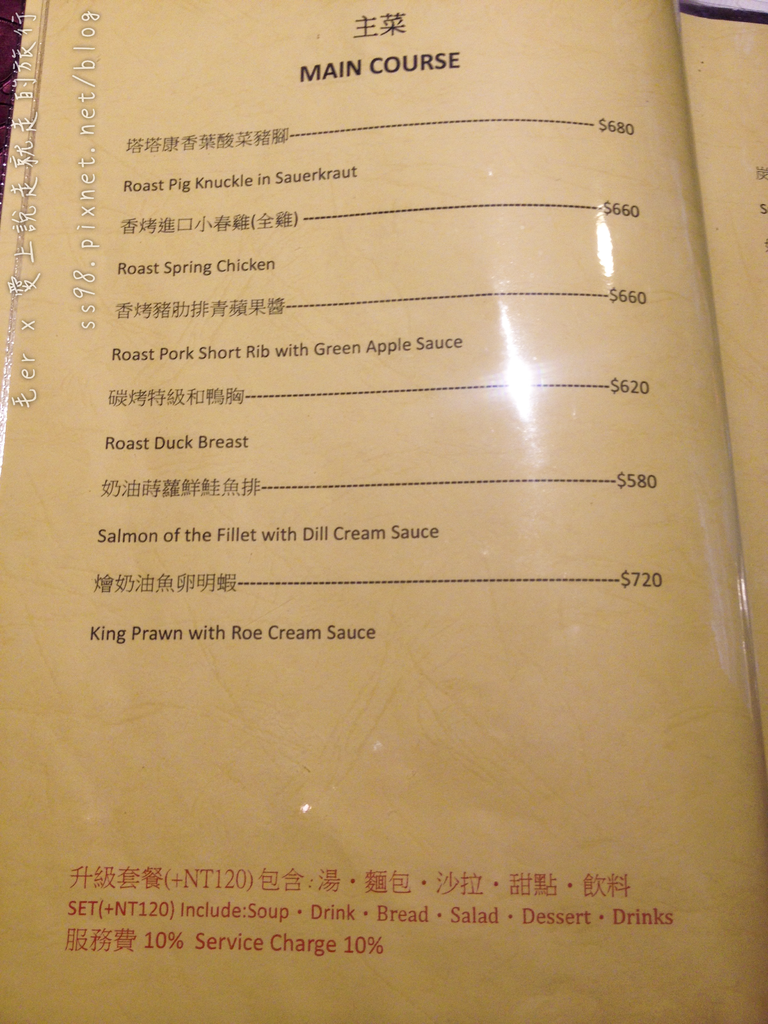 主菜
MAIN COURSE
塔塔康香葉酸菜豬腳------------------------------------------$680
Roast Pig Knuckle in Sauerkraut
香烤進口小春雞(全雞)------------------------------------------$660
Roast Spring Chicken
香烤豬肋排青蘋果醬------------------------------------------$660
Roast Pork Short Rib with Green Apple Sauce
碳烤特級和鴨胸------------------------------------------------$620
Roast Duck Breast
奶油蒔蘿鮮鮭魚排----------------------------------------------$580
Salmon of the Fillet with Dill Cream Sauce
燴奶油魚卵明蝦------------------------------------------------$720
King Prawn with Roe Cream Sauce
升級套餐(+NT120)包含:湯・麵包・沙拉・甜點・飲料
SET(+NT120) Include:Soup・Drink・Bread・Salad・Dessert・Drinks
服務費 10% Service Charge 10%
毛er x 愛上說走就走的旅行
ss98.pixnet.net/blog